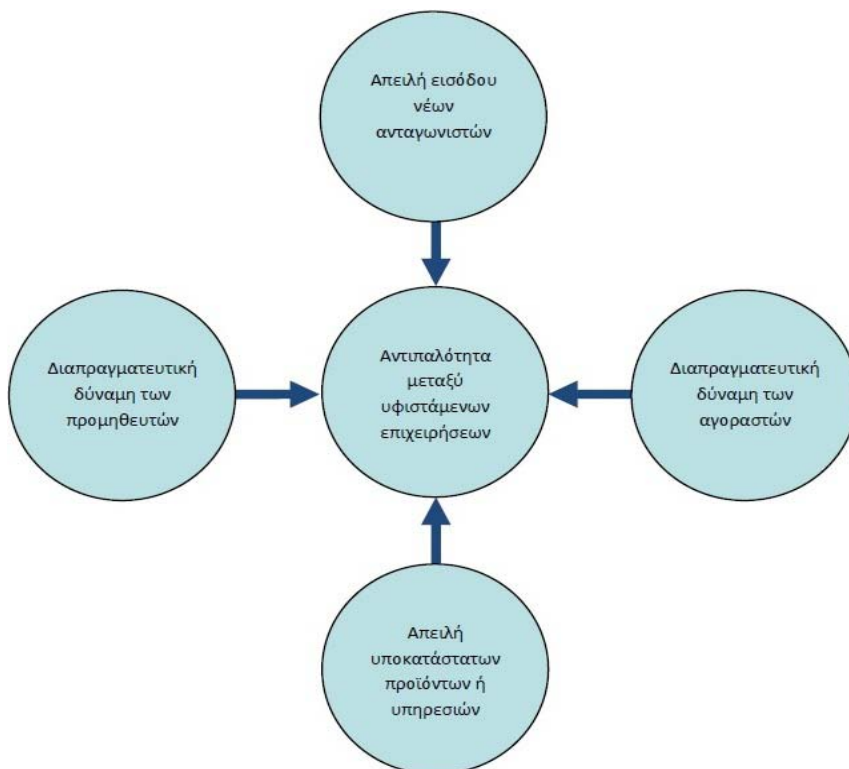 Απειλή εισόδου
νέων
ανταγωνιστών
Διαπραγματευτική
δύναμη των
προμηθευτών
Αντιπαλότητα
μεταξύ
υφιστάμενων
επιχειρήσεων
Διαπραγματευτική
δύναμη των
αγοραστών
Απειλή
υποκατάστατων
προϊόντων ή
υπηρεσιών